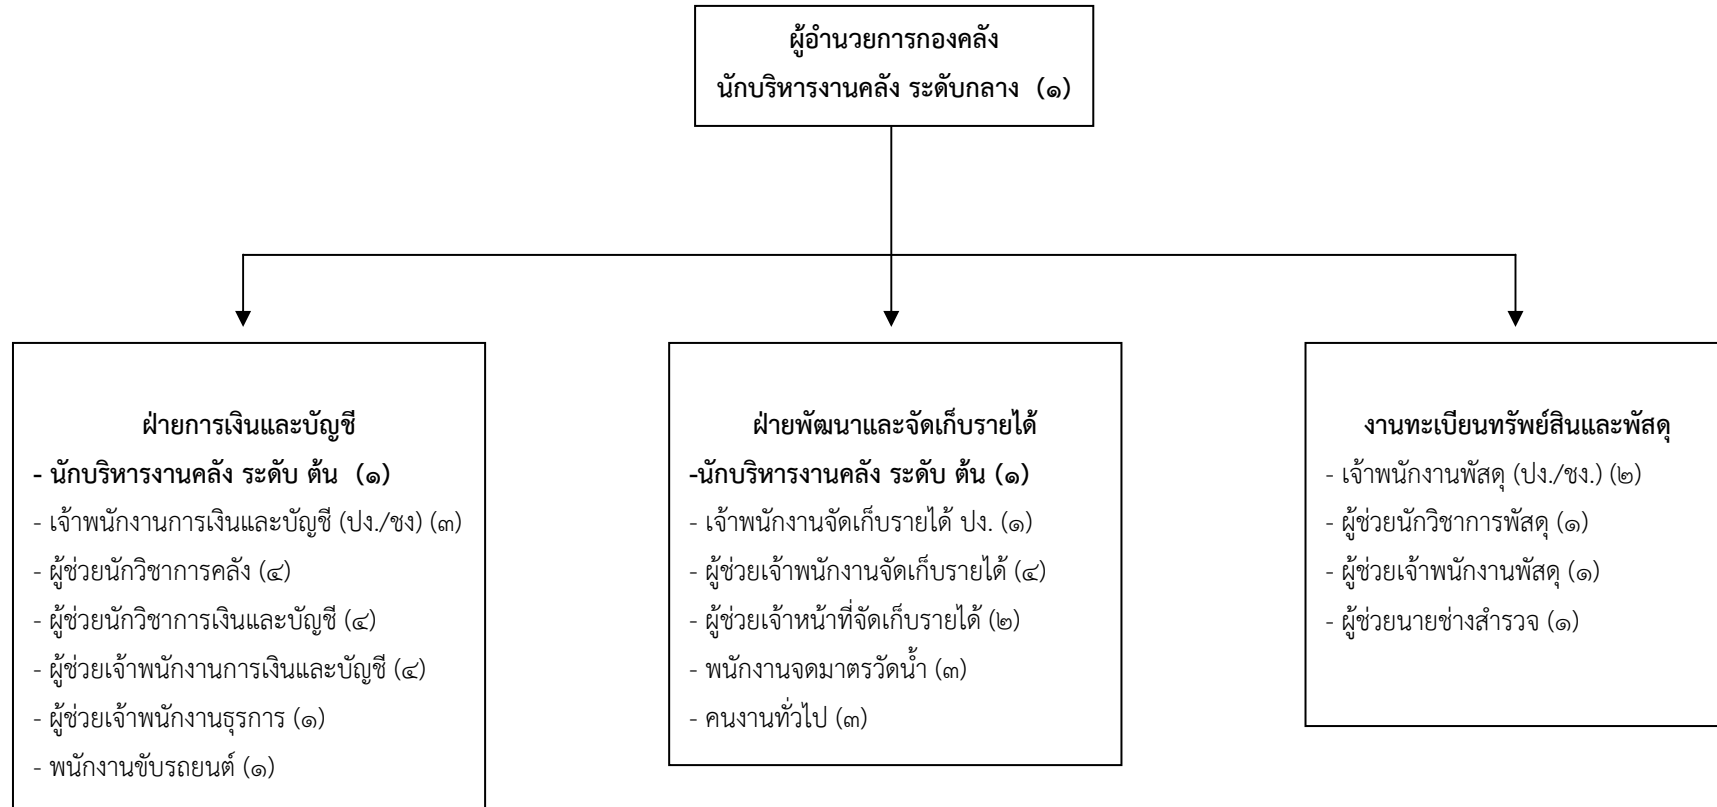 ผู้อำนวยการกองคลัง
นักบริหารงานคลัง ระดับกลาง (๑)
ฝ่ายการเงินและบัญชี
- นักบริหารงานคลัง ระดับ ต้น (๑)
- เจ้าพนักงานการเงินและบัญชี (ปง./ชง) (๓)
- ผู้ช่วยนักวิชาการคลัง (๔)
- ผู้ช่วยนักวิชาการเงินและบัญชี (๔)
- ผู้ช่วยเจ้าพนักงานการเงินและบัญชี (๔)
- ผู้ช่วยเจ้าพนักงานธุรการ (๑)
- พนักงานขับรถยนต์ (๑)
ฝ่ายพัฒนาและจัดเก็บรายได้
-นักบริหารงานคลัง ระดับ ต้น (๑)
- เจ้าพนักงานจัดเก็บรายได้ ปง. (๑)
- ผู้ช่วยเจ้าพนักงานจัดเก็บรายได้ (๔)
- ผู้ช่วยเจ้าหน้าที่จัดเก็บรายได้ (๒)
- พนักงานจดมาตรวัดน้ำ (๓)
- คนงานทั่วไป (๓)
งานทะเบียนทรัพย์สินและพัสดุ
- เจ้าพนักงานพัสดุ (ปง./ชง.) (๒)
- ผู้ช่วยนักวิชาการพัสดุ (๑)
- ผู้ช่วยเจ้าพนักงานพัสดุ (๑)
- ผู้ช่วยนายช่างสำรวจ (๑)